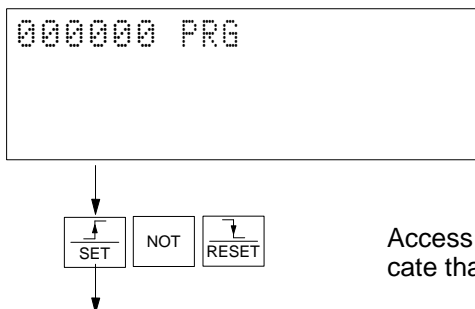 000000 PRG
SET NOT RESET
Access
cate tha